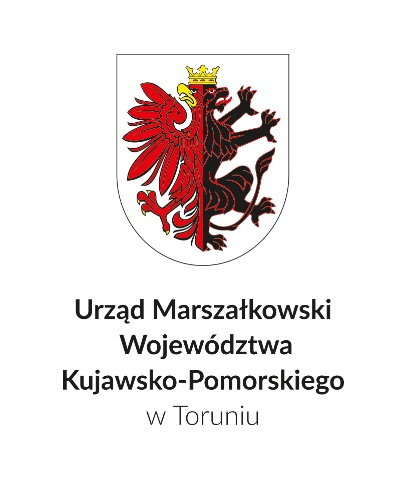 Urząd Marszałkowski
Województwa
Kujawsko-Pomorskiego
w Toruniu